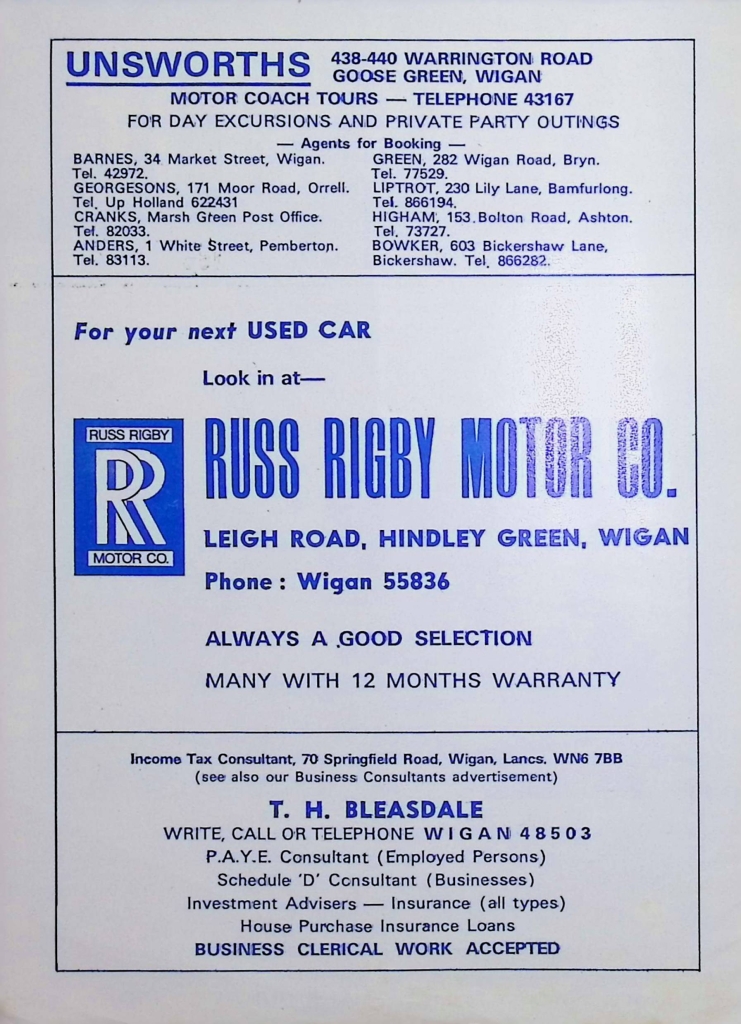 UNSWORTHS
438-440 WARRINGTON ROAD
GOOSE GREEN, WIGAN
MOTOR COACH TOURS — TELEPHONE 43167
FOR DAY EXCURSIONS AND PRIVATE PARTY OUTINGS
— Agents for Booking —
BARNES, 34 Market Street, Wigan.
Tel. 42972.
GEORGESONS, 171 Moor Road, Orrell.
Tel. Up Holland 622431
CRANKS, Marsh Green Post Office.
Tel. 82033.
ANDERS, 1 White Street, Pemberton.
Tel. 83113.
GREEN, 282 Wigan Road, Bryn.
Tel. 77529.
LIPTROT, 230 Lily Lane, Bamfurlong.
Tel. 866194.
HIGHAM, 153 Bolton Road, Ashton.
Tel. 73727.
BOWKER, 603 Bickershaw Lane,
Bickershaw. Tel. 866282.
For your next USED CAR
Look in at—
RUSS RIGBY
RR
MOTOR CO.
RUSS RIGBY MOTOR CO.
LEIGH ROAD, HINDLEY GREEN, WIGAN
Phone : Wigan 55836
ALWAYS A GOOD SELECTION
MANY WITH 12 MONTHS WARRANTY
Income Tax Consultant, 70 Springfield Road, Wigan, Lancs. WN6 7BB
(see also our Business Consultants advertisement)
T. H. BLEASDALE
WRITE, CALL OR TELEPHONE WIGAN 48503
P.A.Y.E. Consultant (Employed Persons)
Schedule 'D' Consultant (Businesses)
Investment Advisers — Insurance (all types)
House Purchase Insurance Loans
BUSINESS CLERICAL WORK ACCEPTED